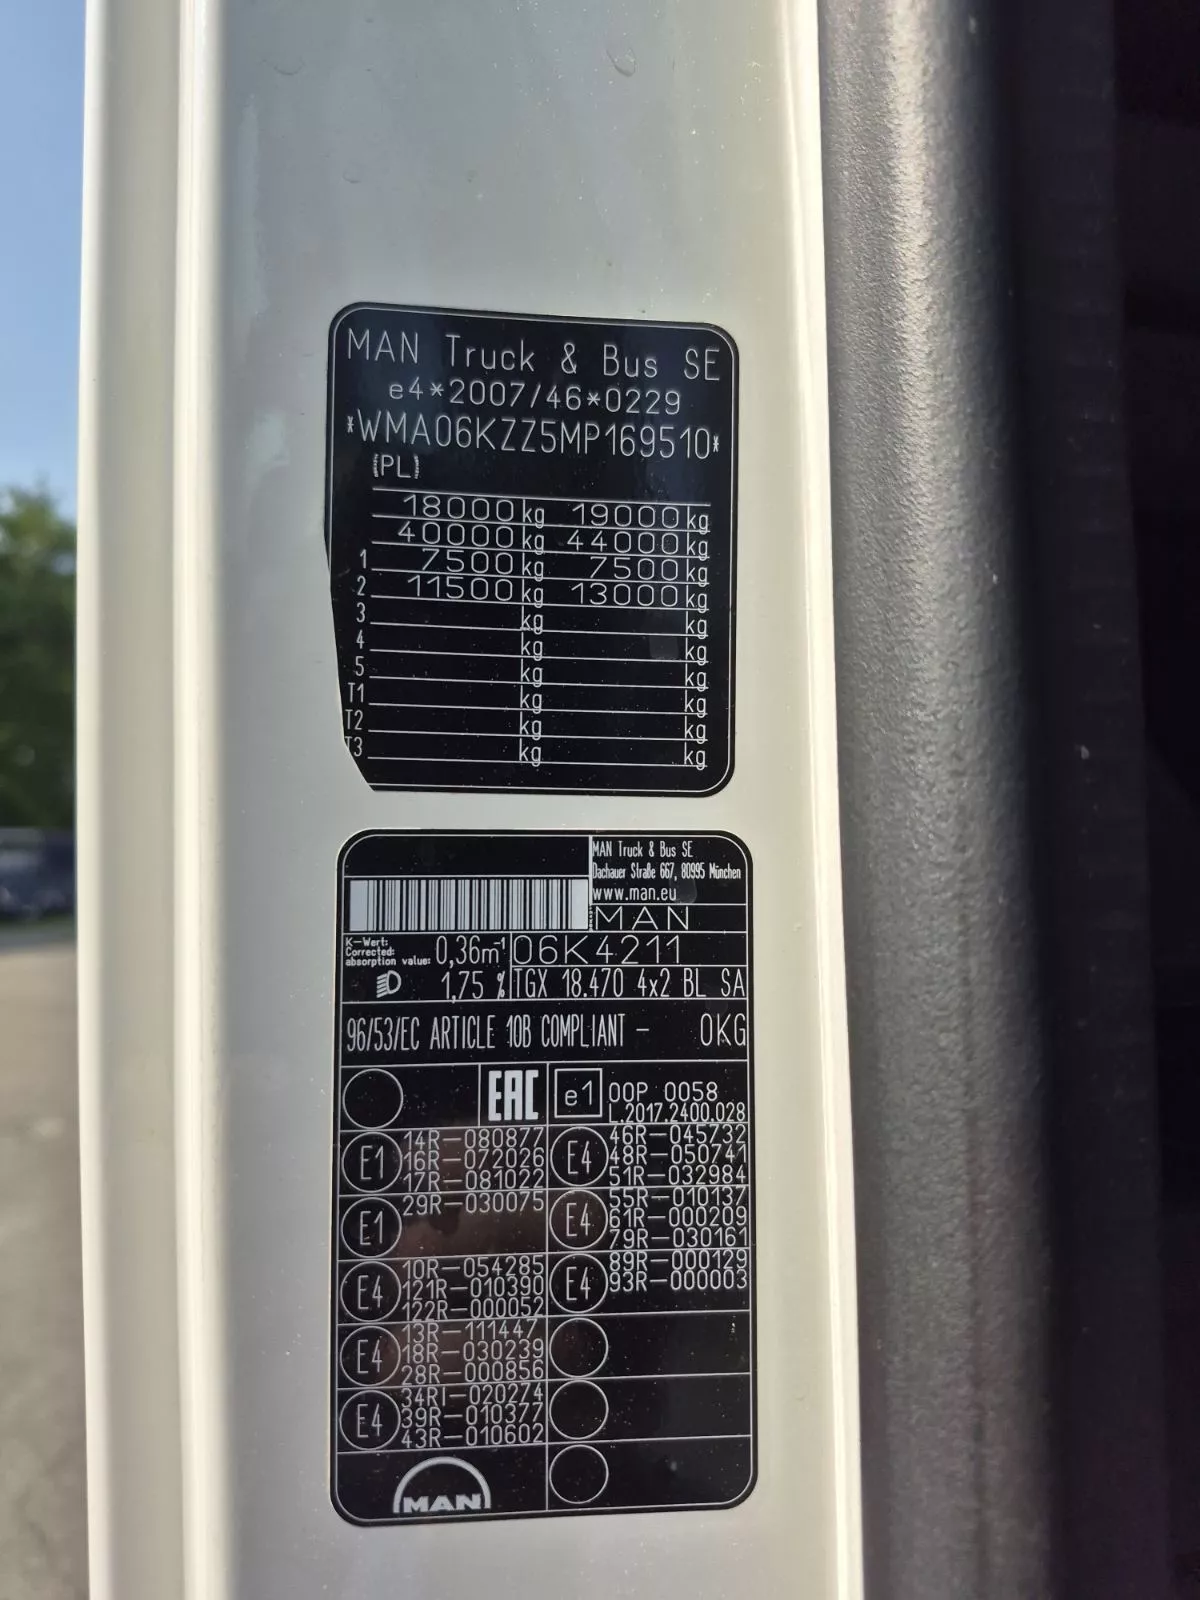 MAN Truck & Bus SE
e4*2007/46*0229
*WMA06KZZ5MP169510*
(PL)
18000 kg 19000 kg
40000 kg 44000 kg
1 7500 kg 7500 kg
2 11500 kg 13000 kg
3 kg kg
4 kg kg
5 kg kg
T1 kg kg
T2 kg kg
T3 kg kg
MAN Truck & Bus SE
Dachauer Straße 667, 80995 München
www.man.eu
MAN
K-Wert:
Corrected
absorption value: 0,36m⁻¹
06K4211
1,75 %
TGX 18.470 4x2 BL SA
96/53/EC ARTICLE 10B COMPLIANT – 0KG
EAC
e1
00P 0058
L.2017.2400.028
E1
14R–080877
16R–072026
17R–081022
E4
46R–045732
48R–050741
51R–032984
E1
29R–030075
E4
55R–010137
61R–000209
79R–030161
E4
10R–054285
121R–010390
122R–000052
E4
89R–000129
93R–000003
E4
13R–111447
18R–030239
28R–000856
E4
34RI–020274
39R–010377
43R–010602
MAN